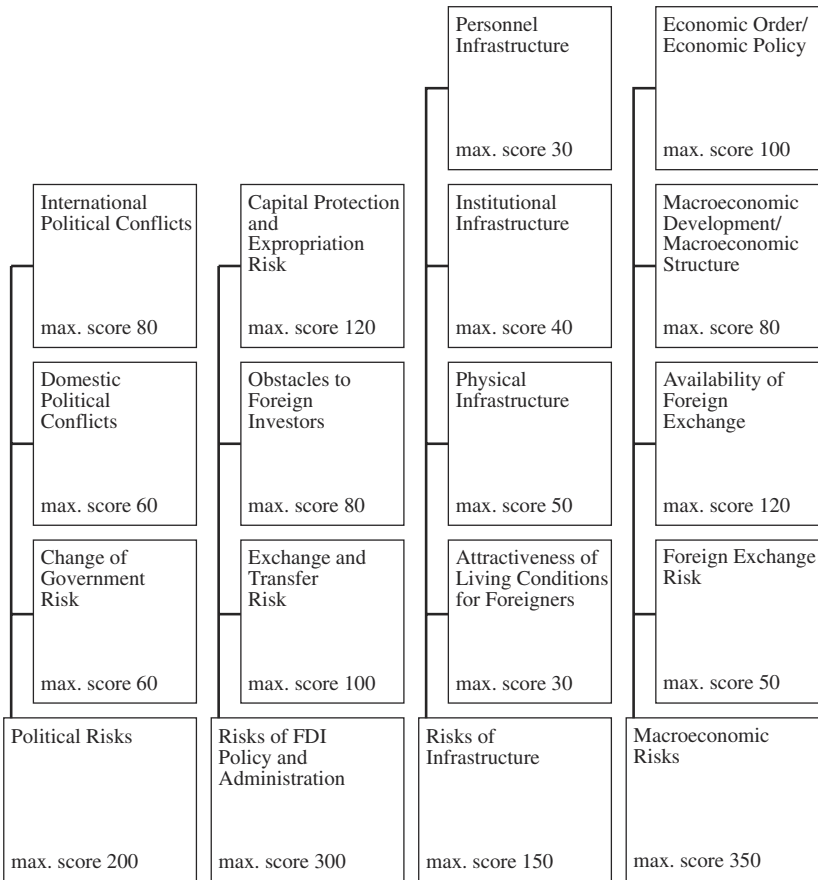 Personnel
Infrastructure
max. score 30
Economic Order/
Economic Policy
max. score 100
International
Political Conflicts
max. score 80
Capital Protection
and
Expropriation
Risk
max. score 120
Institutional
Infrastructure
max. score 40
Macroeconomic
Development/
Macroeconomic
Structure
max. score 80
Domestic
Political
Conflicts
max. score 60
Obstacles to
Foreign
Investors
max. score 80
Physical
Infrastructure
max. score 50
Availability of
Foreign
Exchange
max. score 120
Change of
Government
Risk
max. score 60
Exchange and
Transfer
Risk
max. score 100
Attractiveness of
Living Conditions
for Foreigners
max. score 30
Foreign Exchange
Risk
max. score 50
Political Risks
max. score 200
Risks of FDI
Policy and
Administration
max. score 300
Risks of
Infrastructure
max. score 150
Macroeconomic
Risks
max. score 350